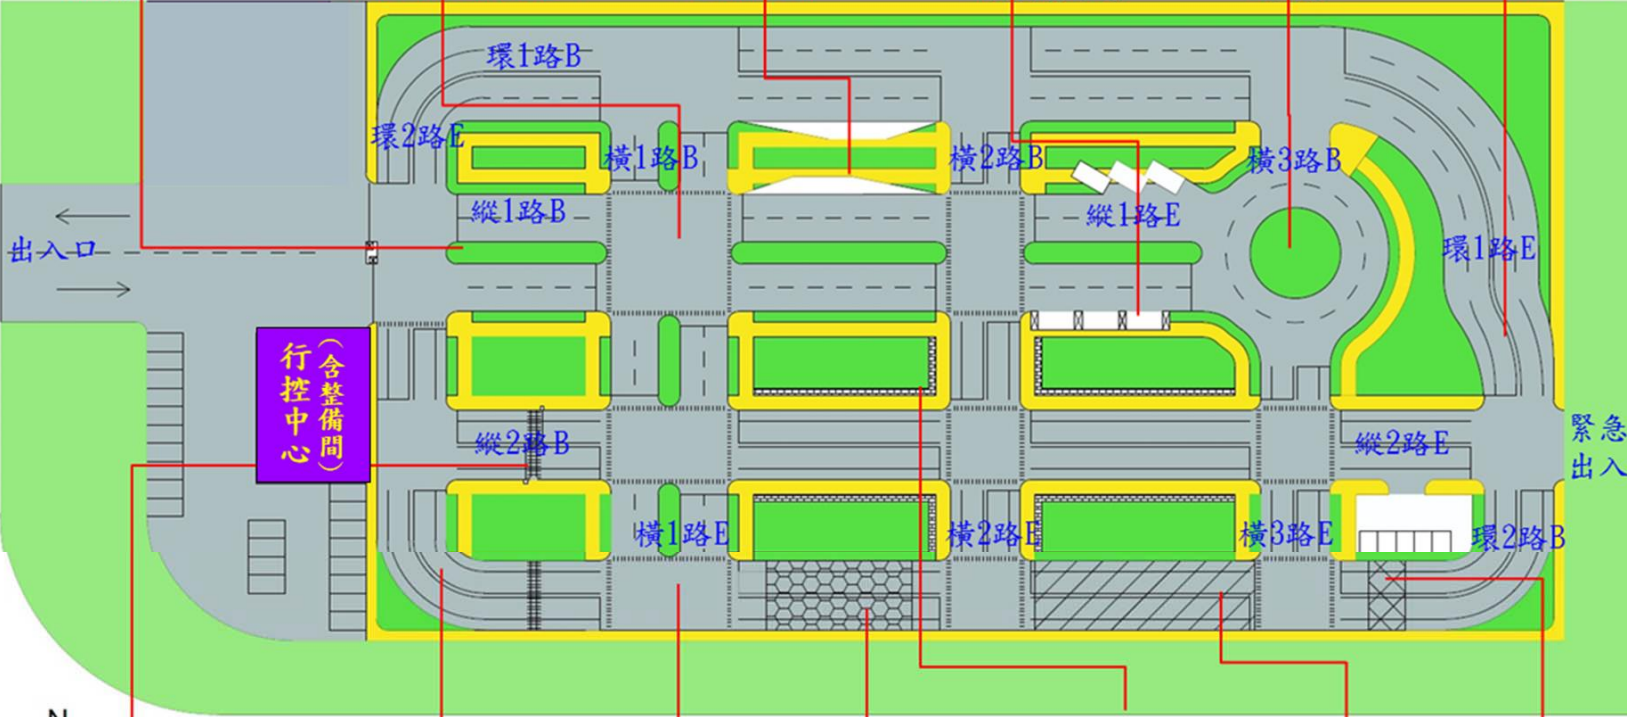 環1路B
環2路E
橫1路B
橫2路B
橫3路B
縱1路B
縱1路E
出入口
環1路E
行控中心
(含整備間)
縱2路B
縱2路E
緊急
出入
橫1路E
橫2路E
橫3路E
環2路B
N